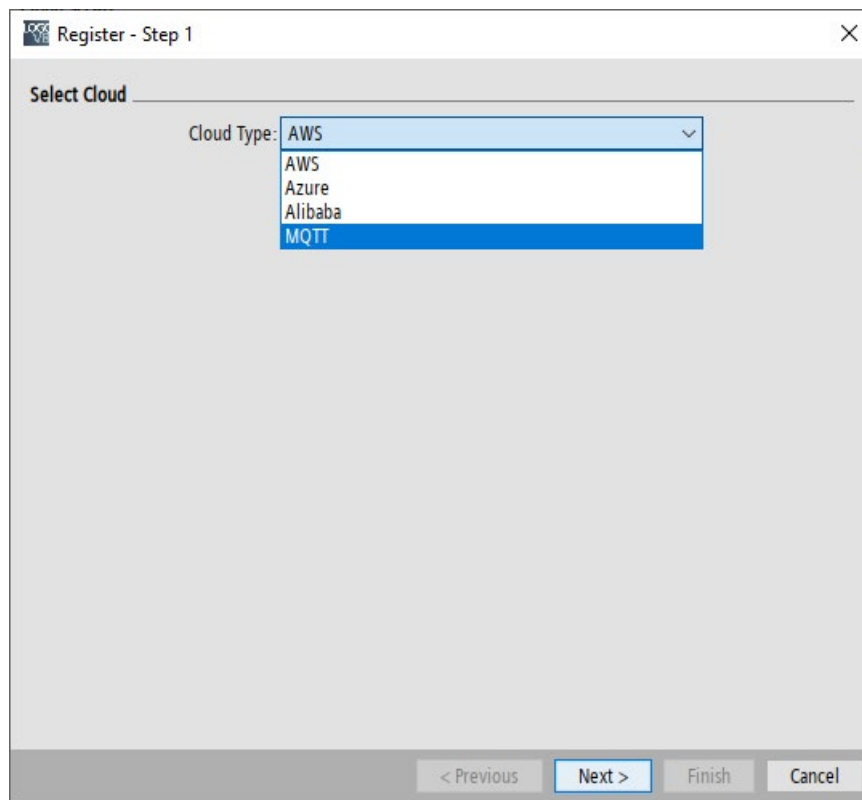 Register - Step 1
Select Cloud
Cloud Type: AWS
AWS
Azure
Alibaba
MQTT
< Previous Next > Finish Cancel